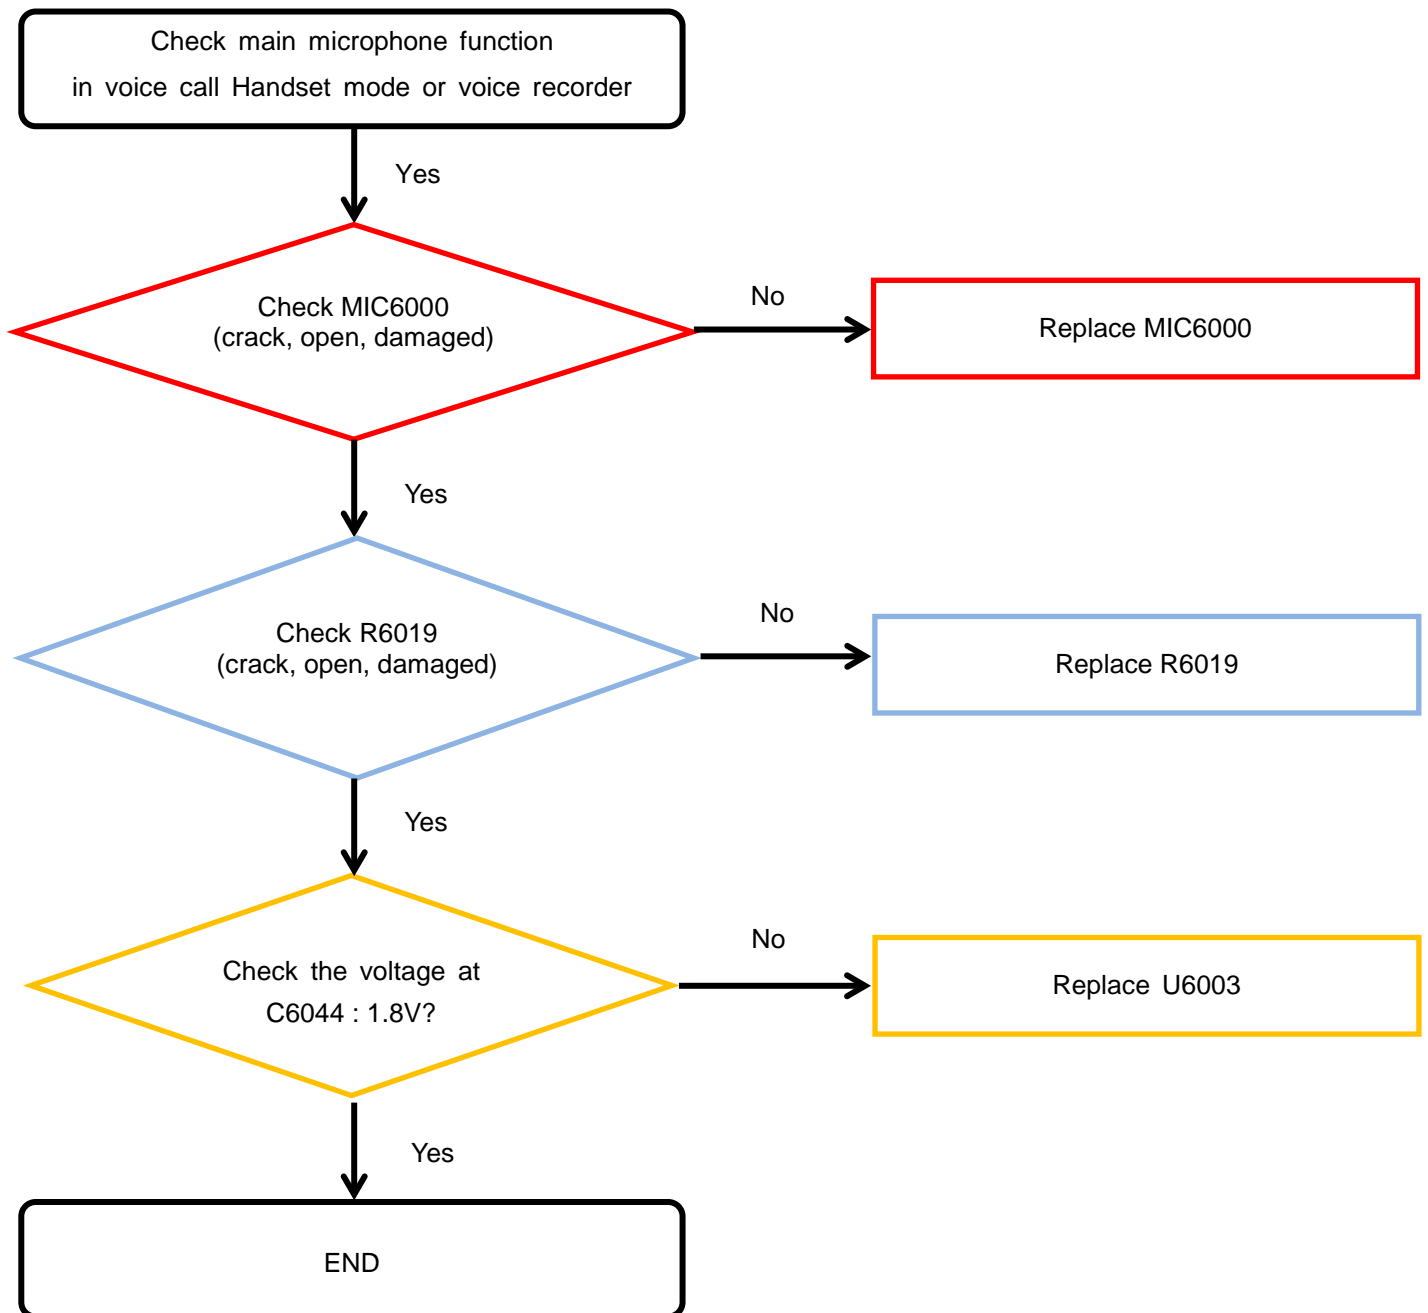 Check main microphone function
in voice call Handset mode or voice recorder
Yes
Check MIC6000
(crack, open, damaged)
No
Replace MIC6000
Yes
Check R6019
(crack, open, damaged)
No
Replace R6019
Yes
Check the voltage at
C6044 : 1.8V?
No
Replace U6003
Yes
END